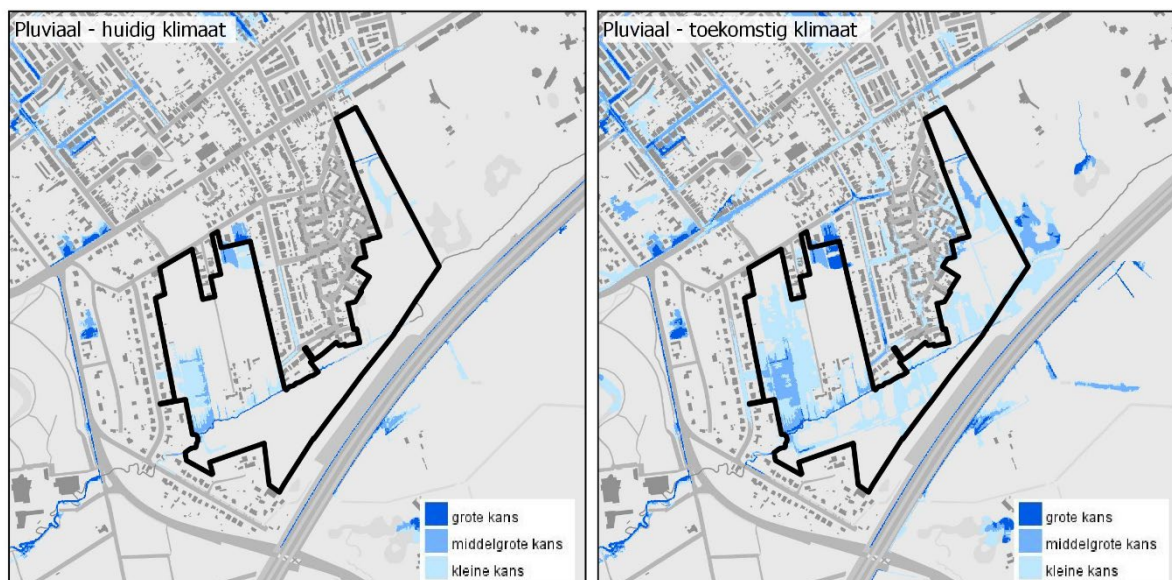 Pluviaal - huidig klimaat
grote kans
middelgrote kans
kleine kans
Pluviaal - toekomstig klimaat
grote kans
middelgrote kans
kleine kans